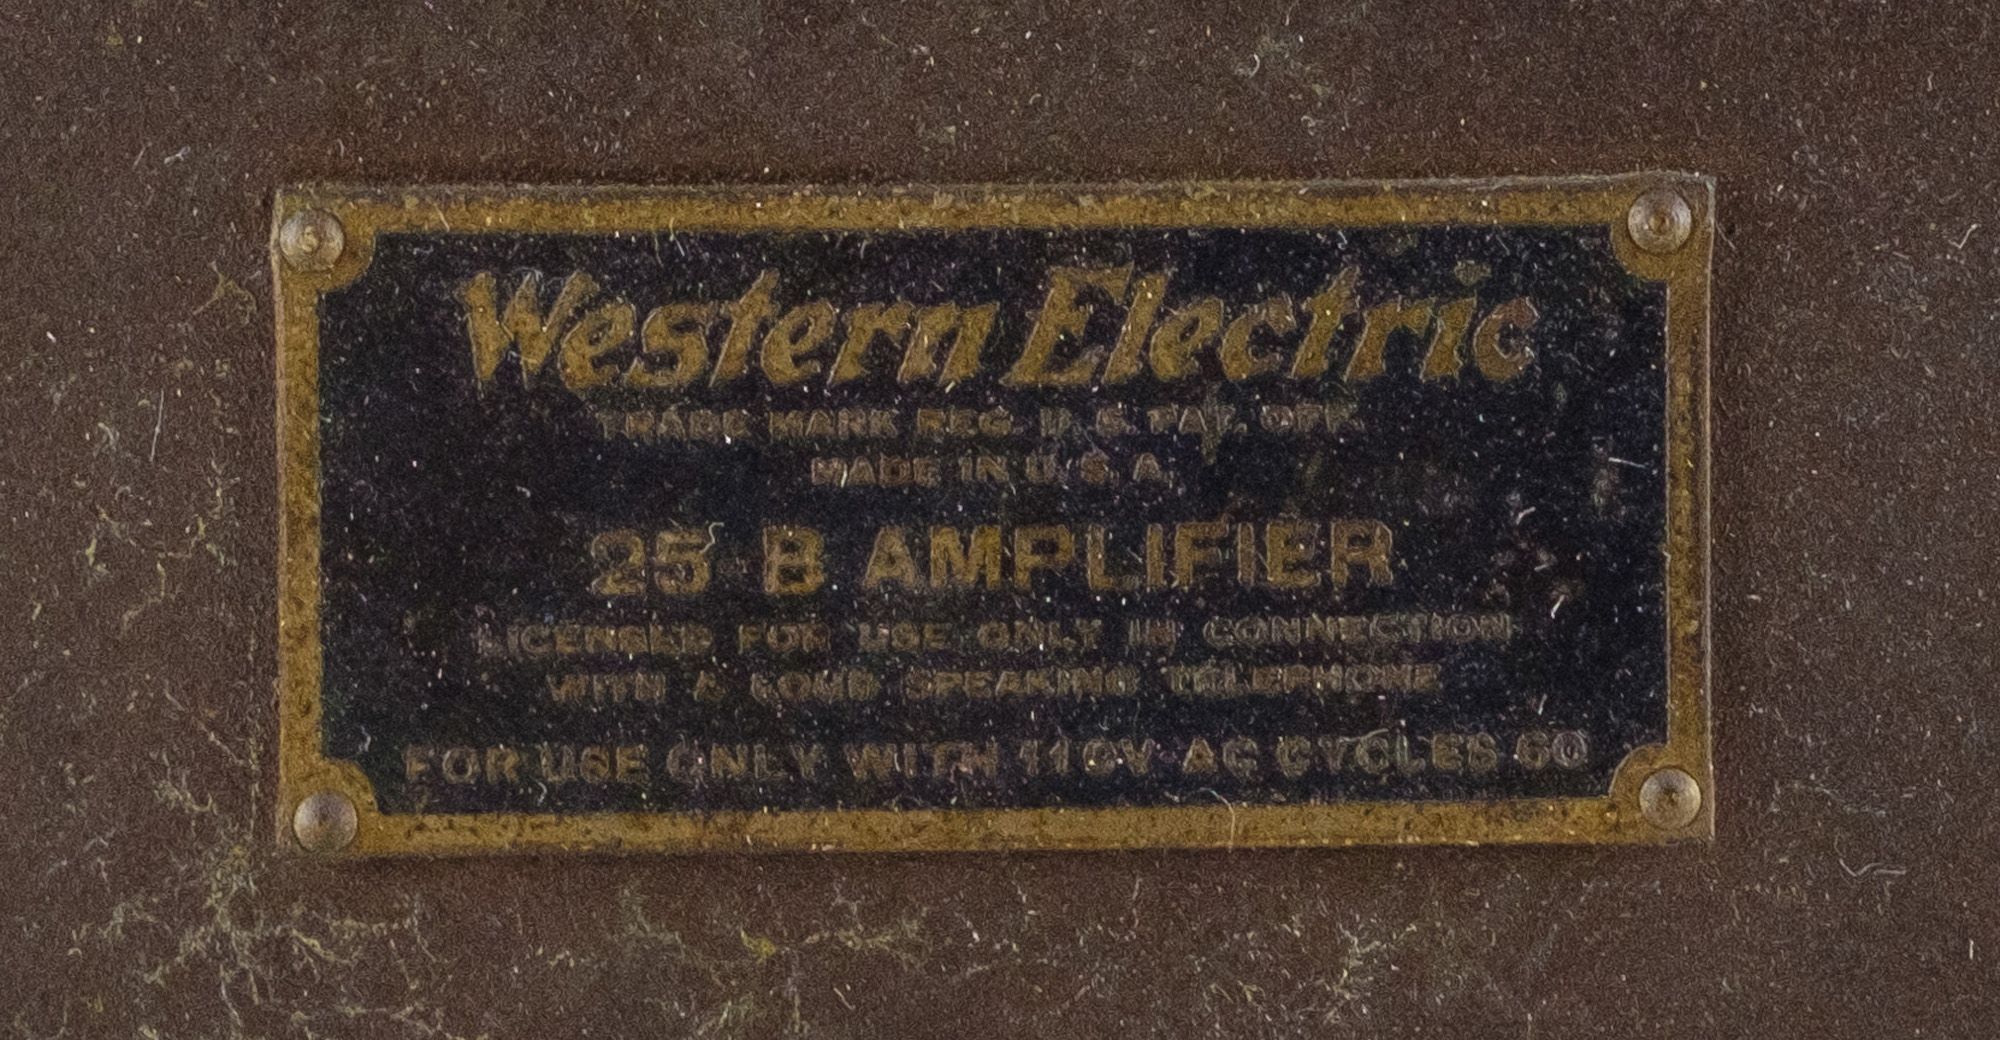 Western Electric
TRADE MARK REG. U. S. PAT. OFF.
MADE IN U. S. A.
25 B AMPLIFIER
LICENSED FOR USE ONLY IN CONNECTION
WITH A LOUD SPEAKING TELEPHONE
FOR USE ONLY WITH 110V AC CYCLES 60